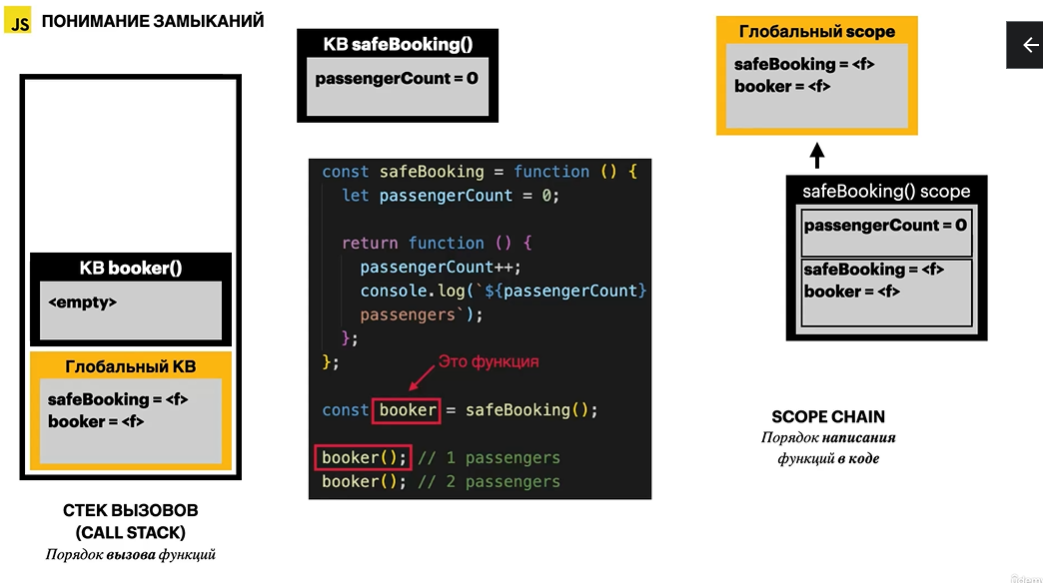 JS ПОНИМАНИЕ ЗАМЫКАНИЙ
КВ booker()
<empty>
Глобальный КВ
safeBooking = <f>
booker = <f>
СТЕК ВЫЗОВОВ
(CALL STACK)
Порядок вызова функций
КВ safeBooking()
passengerCount = 0
const safeBooking = function () {
let passengerCount = 0;
return function () {
passengerCount++;
console.log(`${passengerCount}
passengers`);
};
};
Это функция
const booker = safeBooking();
booker(); // 1 passengers
booker(); // 2 passengers
Глобальный scope
safeBooking = <f>
booker = <f>
safeBooking() scope
passengerCount = 0
safeBooking = <f>
booker = <f>
SCOPE CHAIN
Порядок написания
функций в коде